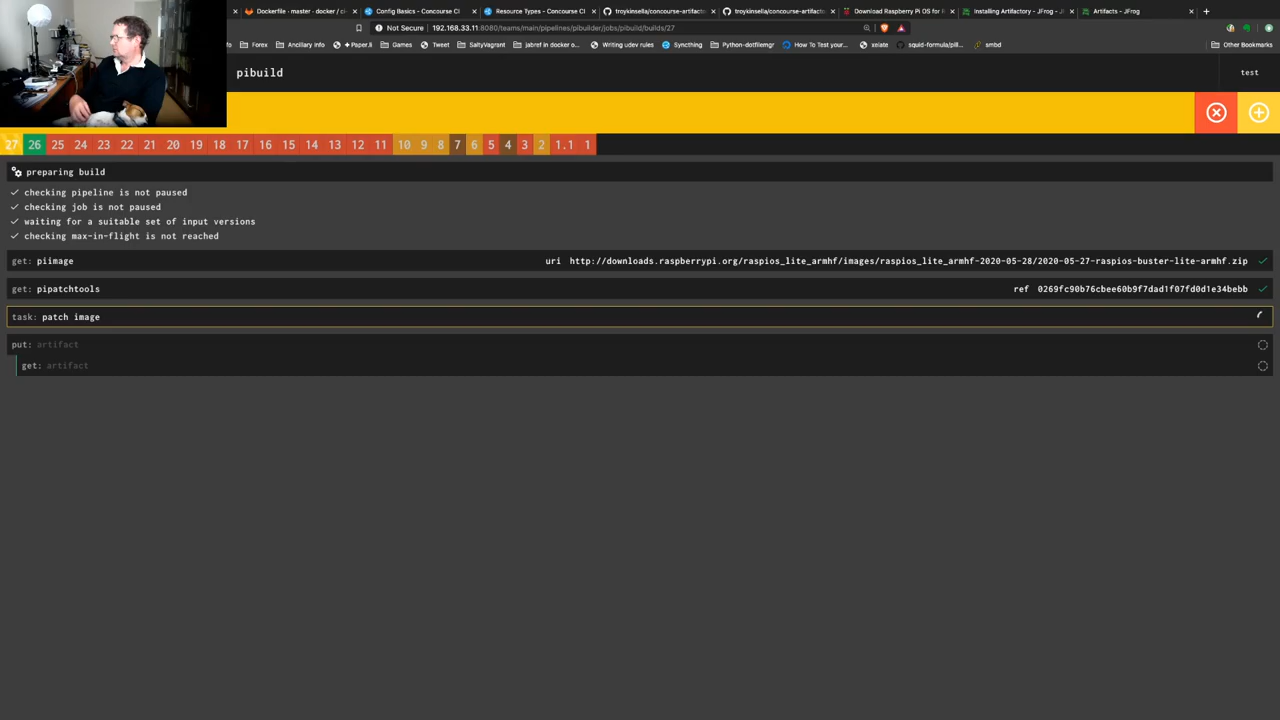 Dockerfile · master · docker / ci
Config Basics – Concourse CI
Resource Types – Concourse CI
troykinsella/concourse-artifacto
troykinsella/concourse-artifacto
Download Raspberry Pi OS for R
Installing Artifactory - JFrog
Artifacts - JFrog
Not Secure 192.168.33.11:8080/teams/main/pipelines/pibuilder/jobs/pibuild/builds/27
Forex
Ancillary info
+ Paper.li
Games
Tweet
SaltyVagrant
jabref in docker o...
Writing udev rules
Syncthing
Python-dotfilemgr
How To Test your...
squid-formula/pill...
smbd
Other Bookmarks
pibuild
test
27 26 25 24 23 22 21 20 19 18 17 16 15 14 13 12 11 10 9 8 7 6 5 4 3 2 1.1 1
preparing build
checking pipeline is not paused
checking job is not paused
waiting for a suitable set of input versions
checking max-in-flight is not reached
get: piimage uri http://downloads.raspberrypi.org/raspios_lite_armhf/images/raspios_lite_armhf-2020-05-28/2020-05-27-raspios-buster-lite-armhf.zip
get: pipatchtools ref 0269fc90b76cbee60b9f7dad1f07fd0d1e34bebb
task: patch image
put: artifact
get: artifact